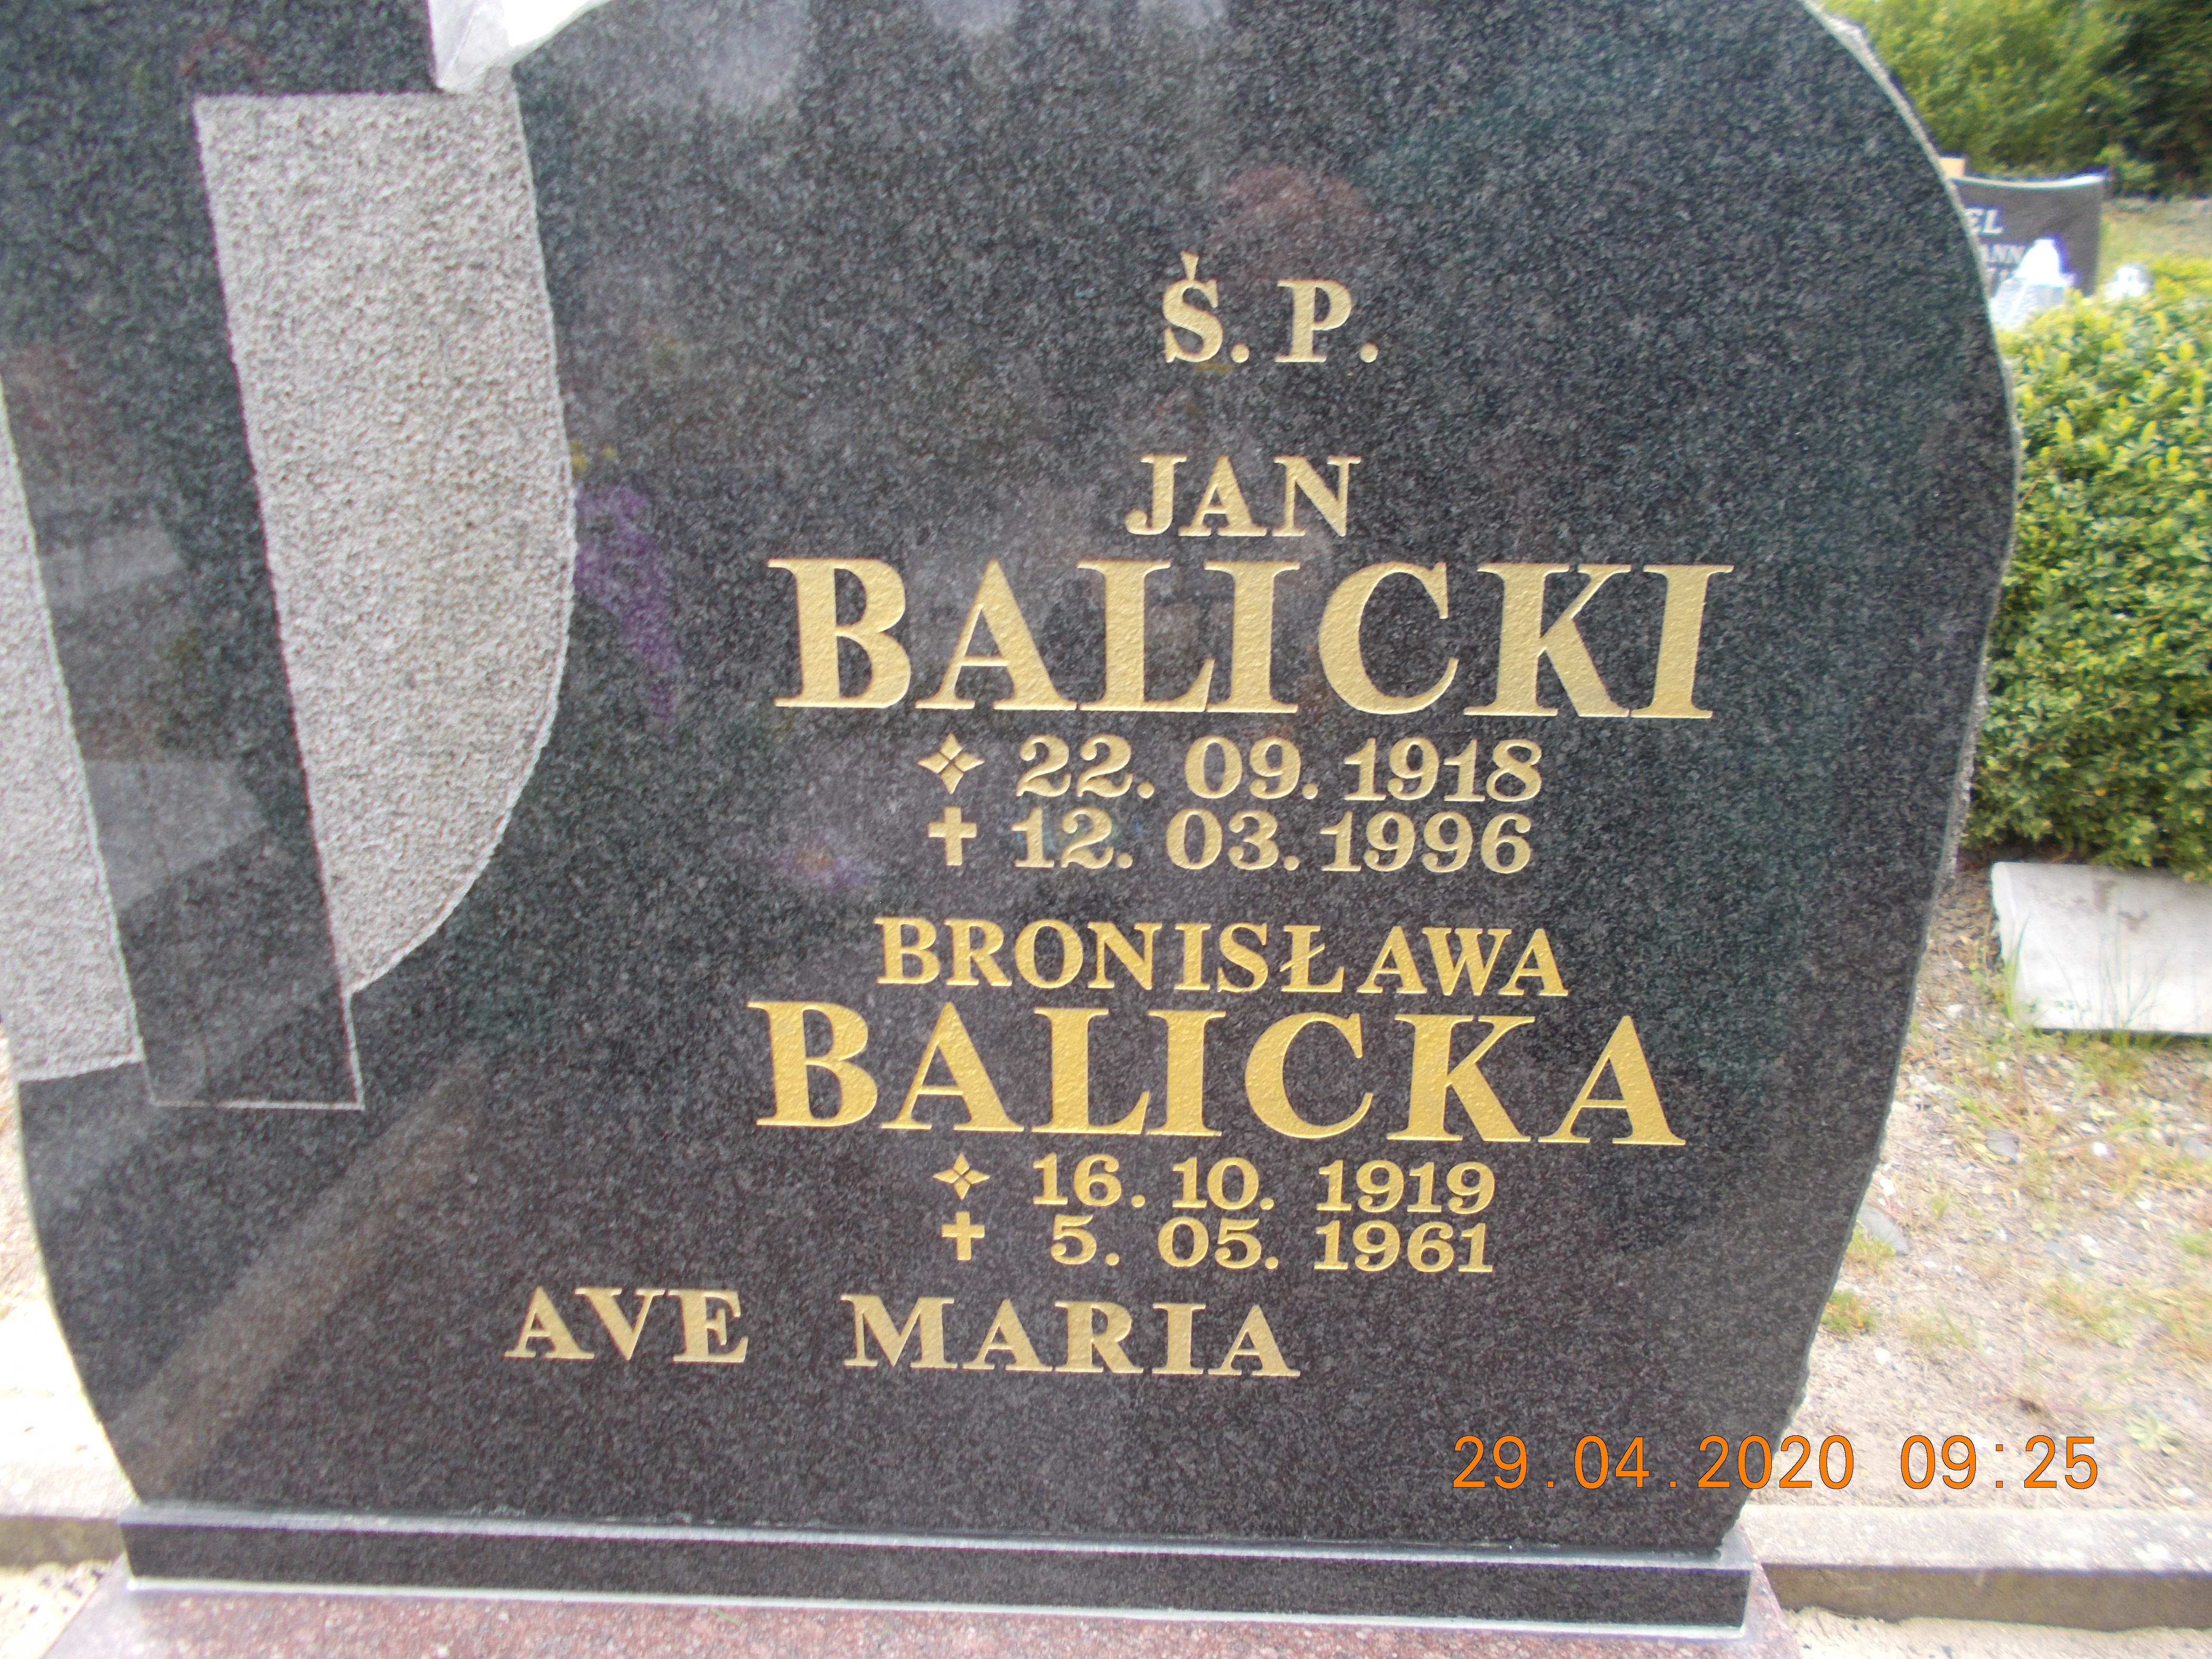 Ś. P.
JAN
BALICKI
22. 09. 1918
12. 03. 1996
BRONISŁAWA
BALICKA
16. 10. 1919
5. 05. 1961
AVE MARIA
29.04.2020 09:25